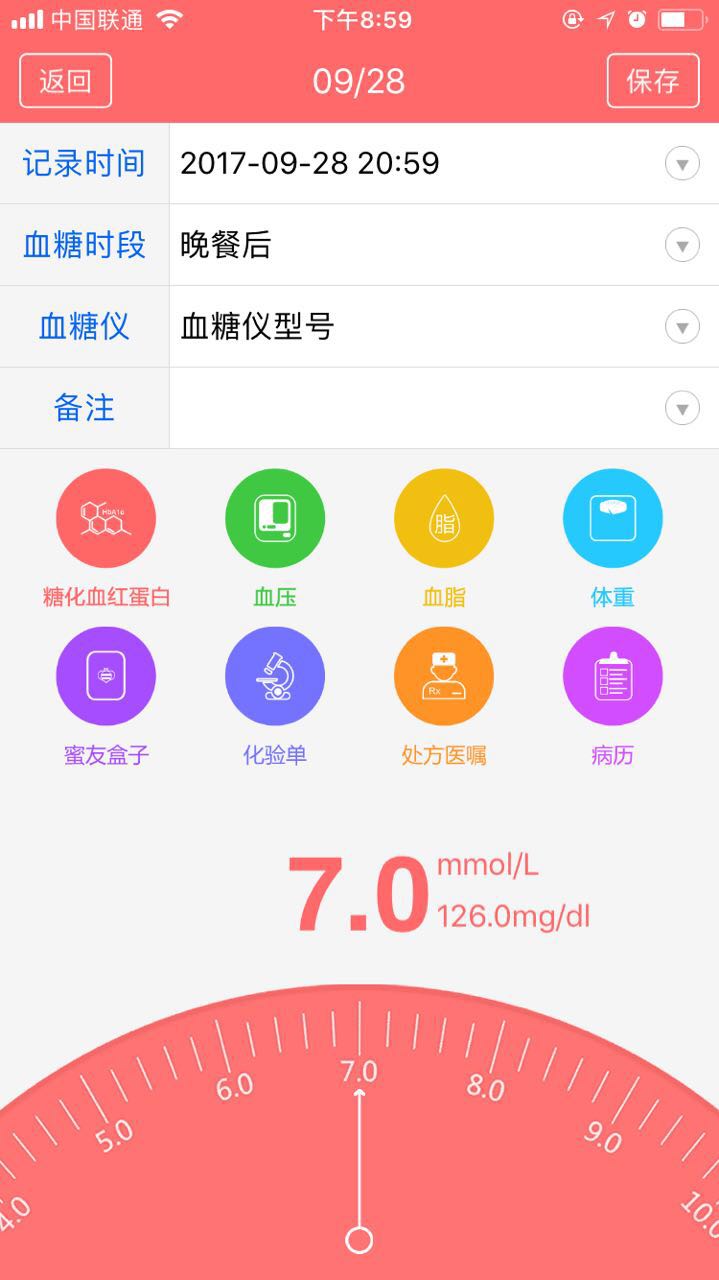 中国联通 下午8:59
返回 09/28 保存
记录时间 2017-09-28 20:59
血糖时段 晚餐后
血糖仪 血糖仪型号
备注
HbA1c
脂
糖化血红蛋白 血压 血脂 体重
Rx
蜜友盒子 化验单 处方医嘱 病历
7.0 mmol/L
126.0mg/dl
4.0 5.0 6.0 7.0 8.0 9.0 10.0